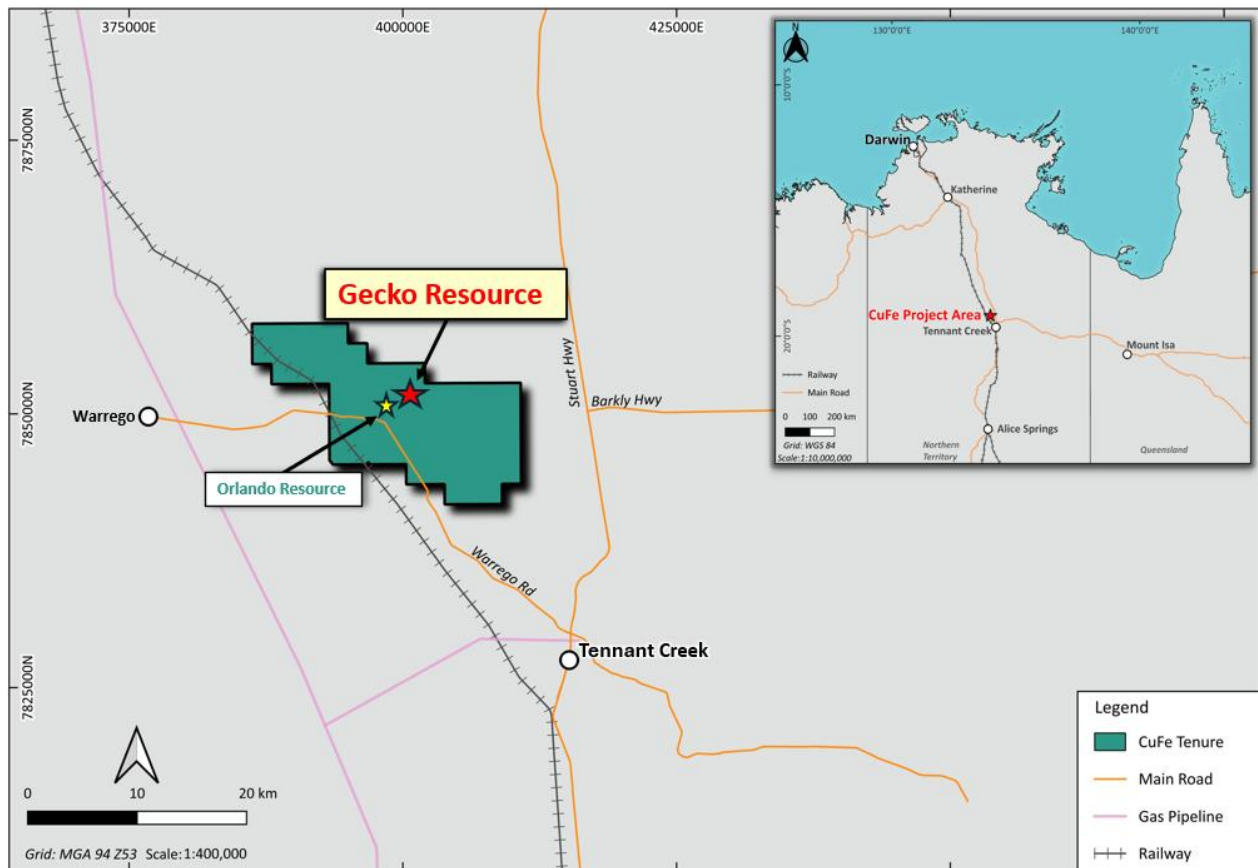 375000E
400000E
425000E
7875000N
7850000N
7825000N
Gecko Resource
Orlando Resource
Warrego
Stuart Hwy
Barkly Hwy
Warrego Rd
Tennant Creek
0 10 20 km
Grid: MGA 94 Z53 Scale:1:400,000
N
130°0'0"E
140°0'0"E
10°0'0"S
20°0'0"S
Darwin
Katherine
CuFe Project Area
Tennant Creek
Mount Isa
Railway
Main Road
0 100 200 km
Grid: WGS 84
Scale:1:10,000,000
Alice Springs
Northern
Territory
Queensland
Legend
CuFe Tenure
Main Road
Gas Pipeline
Railway